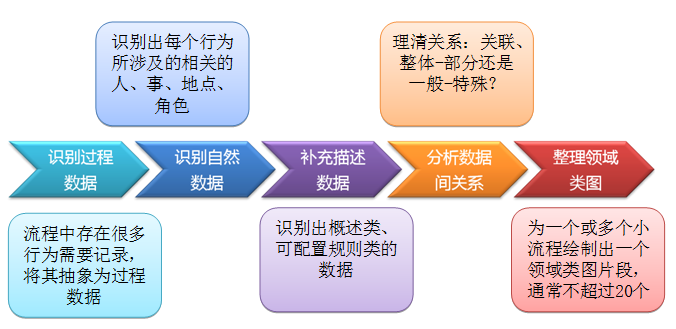 识别出每个行为
所涉及的相关的
人、事、地点、
角色
理清关系：关联、
整体-部分还是
一般-特殊？
识别过程
数据
识别自然
数据
补充描述
数据
分析数据
间关系
整理领域
类图
流程中存在很多
行为需要记录，
将其抽象为过程
数据
识别出概述类、
可配置规则类的
数据
为一个或多个小
流程绘制出一个
领域类图片段，
通常不超过20个